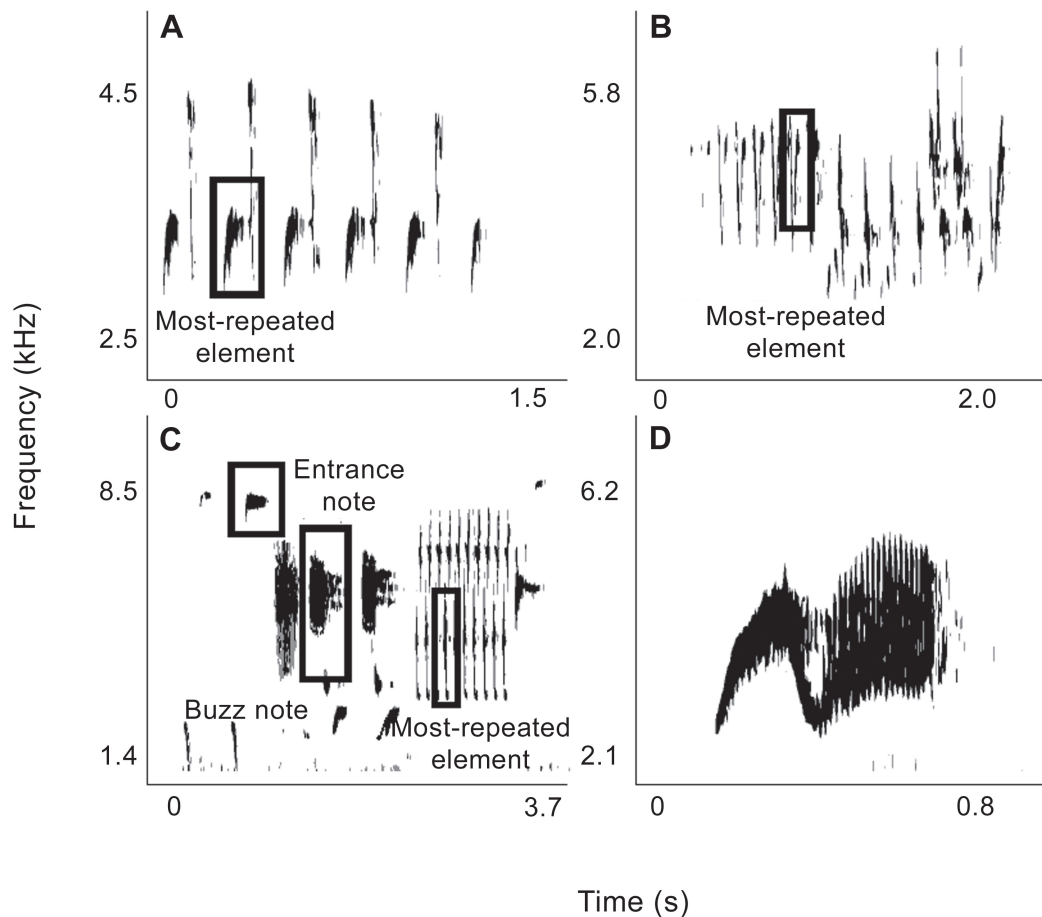 A
4.5
2.5
Most-repeated
element
0
1.5
B
5.8
2.0
Most-repeated
element
0
2.0
Frequency (kHz)
C
8.5
1.4
Entrance
note
Buzz note
Most-repeated
element
0
3.7
D
6.2
2.1
0
0.8
Time (s)